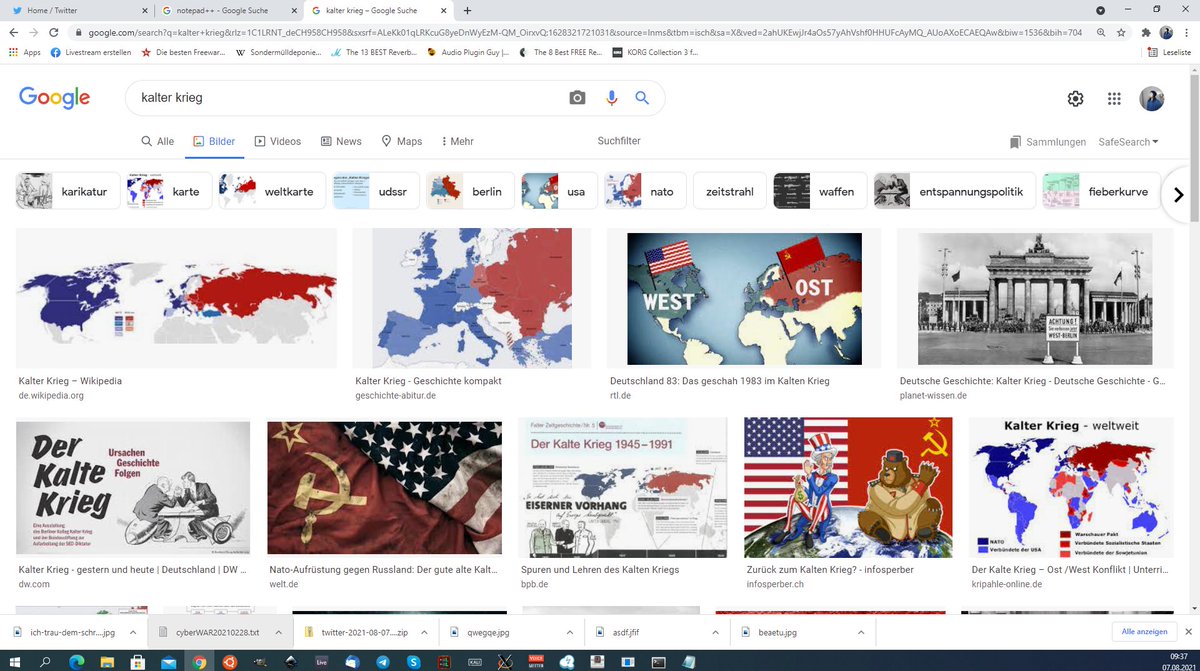 Home / Twitter
notepad++ - Google Suche
kalter krieg – Google Suche
google.com/search?q=kalter+krieg&rlz=1C1LRNT_deCH958CH958&sxsrf=ALeKk01qLRKcuG8yeDnWyEzM-QM_OirxvQ:1628321721031&source=lnms&tbm=isch&sa=X&ved=2ahUKEwjJr4aOs57yAhVshf0HHUFcAyMQ_AUoAXoECAEQAw&biw=1536&bih=704
Apps
Livestream erstellen
Die besten Freewar...
Sondermülldeponie...
The 13 BEST Reverb...
Audio Plugin Guy |...
The 8 Best FREE Re...
KORG Collection 3 f...
Leseliste
Google
kalter krieg
Alle
Bilder
Videos
News
Maps
Mehr
Suchfilter
Sammlungen
SafeSearch
karikatur
karte
weltkarte
udssr
berlin
usa
nato
zeitstrahl
waffen
entspannungspolitik
fieberkurve
WEST
OST
ACHTUNG!
WEST-BERLIN
Kalter Krieg – Wikipedia
de.wikipedia.org
Kalter Krieg - Geschichte kompakt
geschichte-abitur.de
Deutschland 83: Das geschah 1983 im Kalten Krieg
rtl.de
Deutsche Geschichte: Kalter Krieg - Deutsche Geschichte - G...
planet-wissen.de
Der
Kalte
Krieg
Ursachen
Geschichte
Folgen
Falter Zeitgeschichte/Nr. 5
Der Kalte Krieg 1945–1991
EISERNER VORHANG
Kalter Krieg - weltweit
NATO
Verbündete der USA
Warschauer Pakt
Verbündete Sozialistische Staaten
Verbündete der Sowjetunion
Kalter Krieg - gestern und heute | Deutschland | DW ...
dw.com
Nato-Aufrüstung gegen Russland: Der gute alte Kalt...
welt.de
Spuren und Lehren des Kalten Kriegs
bpb.de
Zurück zum Kalten Krieg? - infosperber
infosperber.ch
Der Kalte Krieg – Ost /West Konflikt | Unterri...
kripahle-online.de
ich-trau-dem-schr....jpg
cyberWAR20210228.txt
twitter-2021-08-07....zip
qwegqe.jpg
asdf.jfif
beaetu.jpg
Alle anzeigen
Live
09:37
07.08.2021